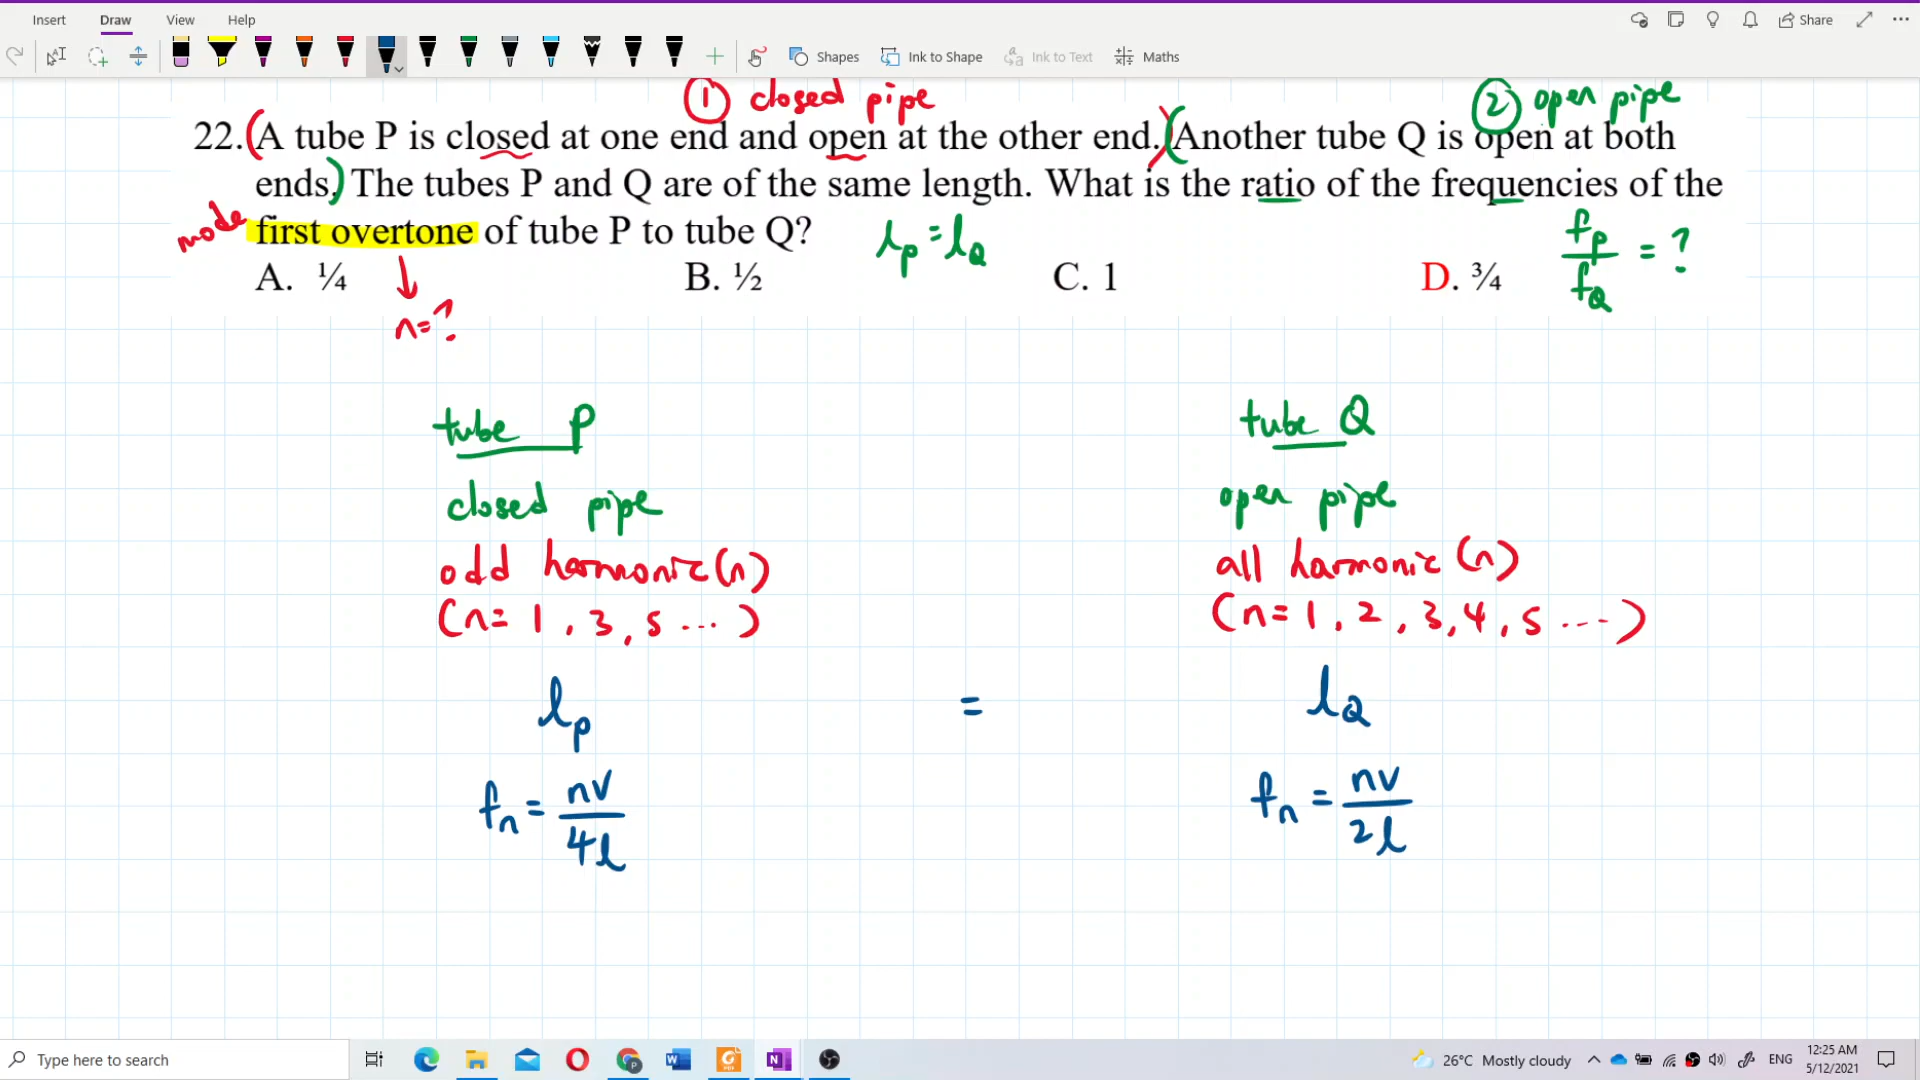 Insert Draw View Help
Share
Shapes Ink to Shape Ink to Text Maths
① closed pipe ② open pipe
22. (A tube P is closed at one end and open at the other end.) (Another tube Q is open at both
ends.) The tubes P and Q are of the same length. What is the ratio of the frequencies of the
mode first overtone of tube P to tube Q? lp = lQ fP/fQ = ?
A. ¼ B. ½ C. 1 D. ¾
n=?
tube P tube Q
closed pipe open pipe
odd harmonic (n) all harmonic (n)
(n= 1, 3, 5 ...) (n= 1, 2, 3, 4, 5 ...)
lp = lQ
fn = nv/4l fn = nv/2l
Type here to search
26°C Mostly cloudy ENG 12:25 AM
5/12/2021